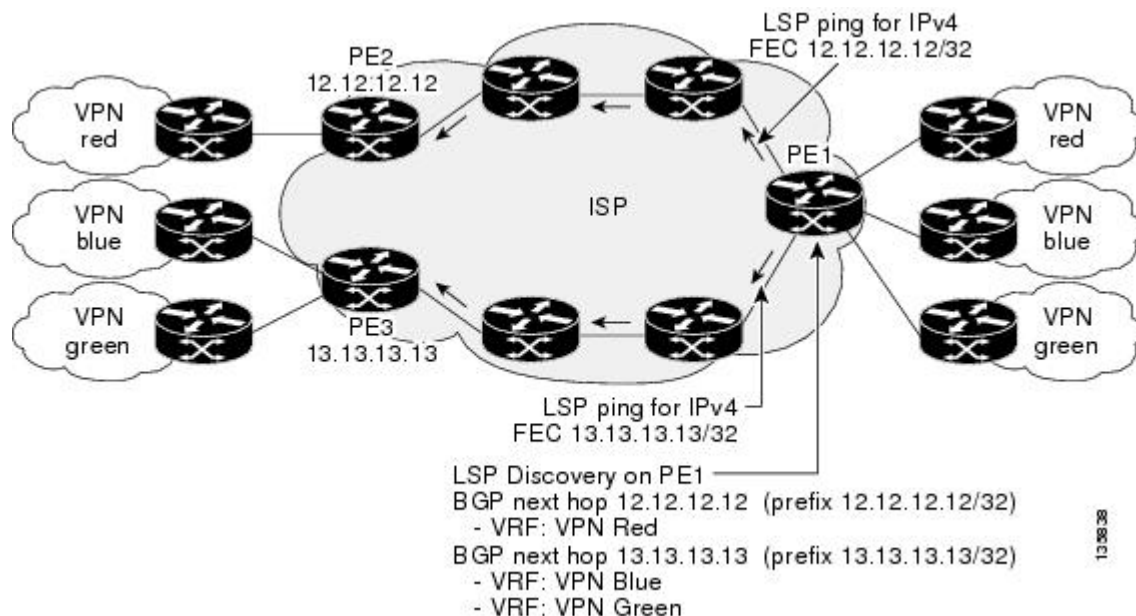 LSP ping for IPv4
FEC 12.12.12.12/32
PE2
12.12.12.12
VPN
red
PE1
VPN
red
ISP
VPN
blue
VPN
blue
VPN
green
PE3
13.13.13.13
VPN
green
LSP ping for IPv4
FEC 13.13.13.13/32
LSP Discovery on PE1
BGP next hop 12.12.12.12 (prefix 12.12.12.12/32)
- VRF: VPN Red
BGP next hop 13.13.13.13 (prefix 13.13.13.13/32)
- VRF: VPN Blue
- VRF: VPN Green
135838